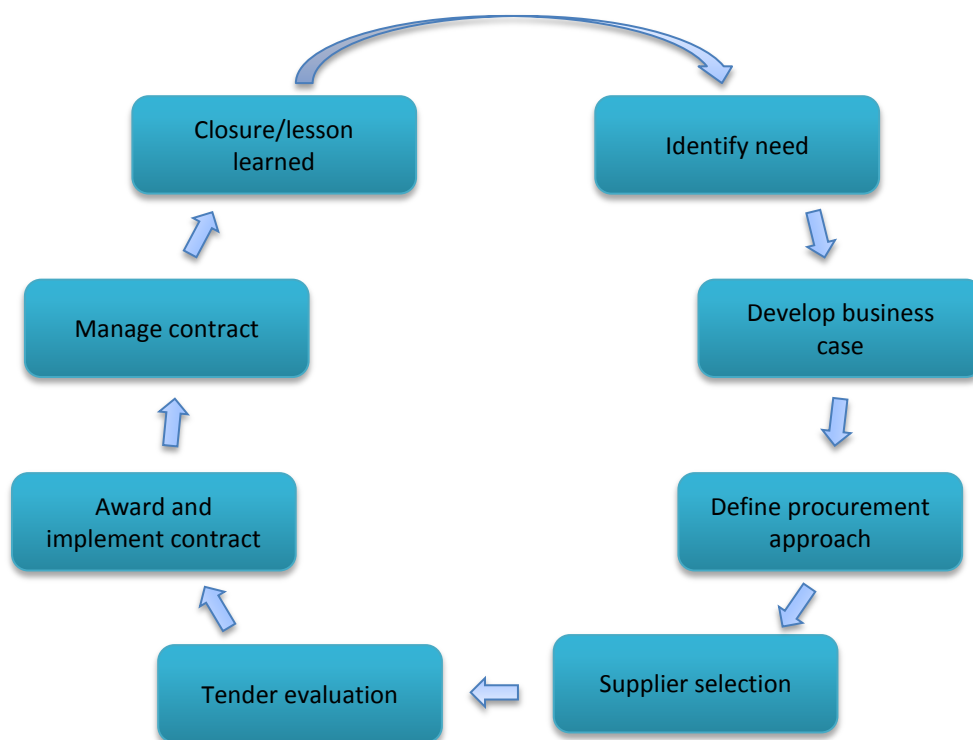 Identify need
Develop business
case
Define procurement
approach
Supplier selection
Tender evaluation
Award and
implement contract
Manage contract
Closure/lesson
learned